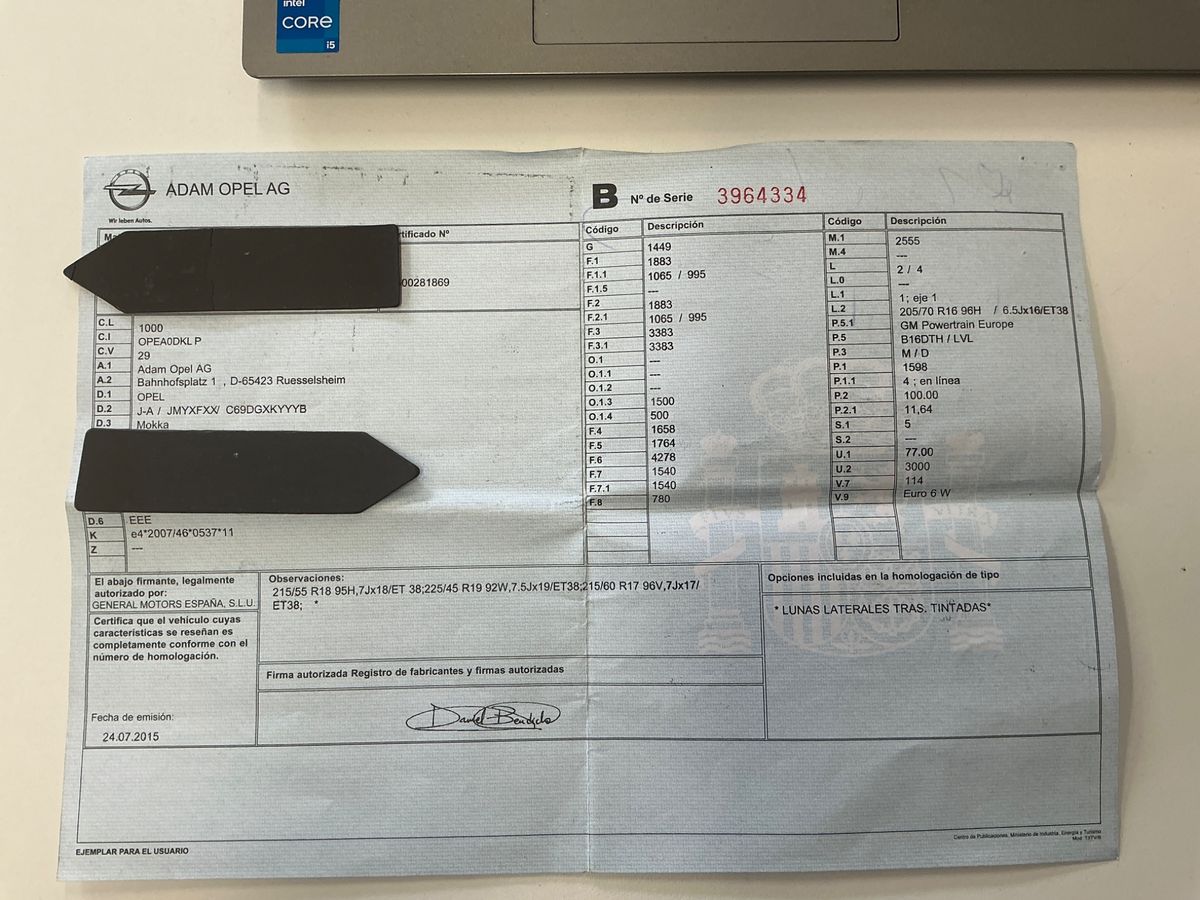 intel
CORE
i5
ADAM OPEL AG
Wir leben Autos.
B Nº de Serie 3964334
Ma
rtificado Nº
00281869
C.L 1000
C.I OPEA0DKL P
C.V 29
A.1 Adam Opel AG
A.2 Bahnhofsplatz 1 , D-65423 Ruesselsheim
D.1 OPEL
D.2 J-A / JMYXFXX/ C69DGXKYYYB
D.3 Mokka
D.6 EEE
K e4*2007/46*0537*11
Z ---
Código Descripción
G 1449
F.1 1883
F.1.1 1065 / 995
F.1.5 ---
F.2 1883
F.2.1 1065 / 995
F.3 3383
F.3.1 3383
O.1 ---
O.1.1 ---
O.1.2 ---
O.1.3 1500
O.1.4 500
F.4 1658
F.5 1764
F.6 4278
F.7 1540
F.7.1 1540
F.8 780
Código Descripción
M.1 2555
M.4 ---
L 2 / 4
L.0 ---
L.1 1; eje 1
L.2 205/70 R16 96H / 6.5Jx16/ET38
P.5.1 GM Powertrain Europe
P.5 B16DTH / LVL
P.3 M / D
P.1 1598
P.1.1 4 ; en línea
P.2 100.00
P.2.1 11,64
S.1 5
S.2 ---
U.1 77.00
U.2 3000
V.7 114
V.9 Euro 6 W
El abajo firmante, legalmente
autorizado por:
GENERAL MOTORS ESPAÑA, S.L.U.
Certifica que el vehículo cuyas
características se reseñan es
completamente conforme con el
número de homologación.
Fecha de emisión:
24.07.2015
Observaciones:
215/55 R18 95H,7Jx18/ET 38;225/45 R19 92W,7.5Jx19/ET38;215/60 R17 96V,7Jx17/
ET38; *
Firma autorizada Registro de fabricantes y firmas autorizadas
Opciones incluidas en la homologación de tipo
* LUNAS LATERALES TRAS. TINTADAS*
EJEMPLAR PARA EL USUARIO
Centro de Publicaciones. Ministerio de Industria, Energía y Turismo